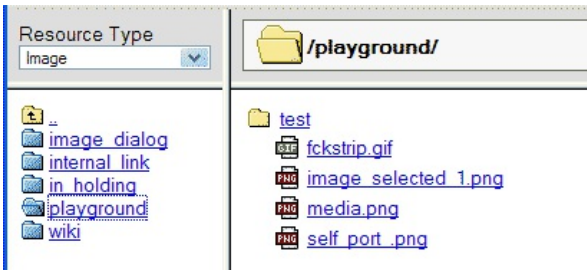 Resource Type
Image
..
image_dialog
internal_link
in_holding
playground
wiki
/playground/
test
GIF fckstrip.gif
PNG image_selected_1.png
PNG media.png
PNG self_port_.png